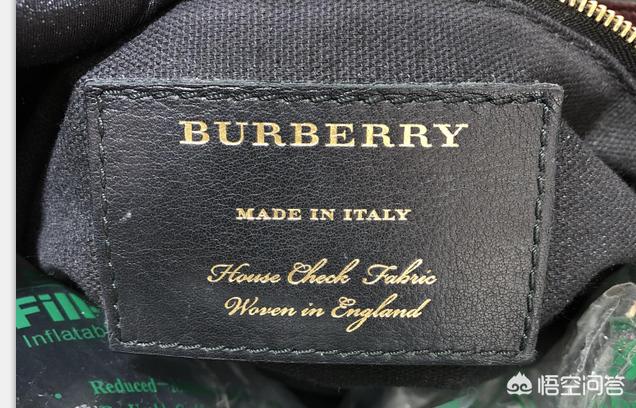 BURBERRY
MADE IN ITALY
House Check Fabric
Woven in England
Inflatab
Reduced-
悟空问答